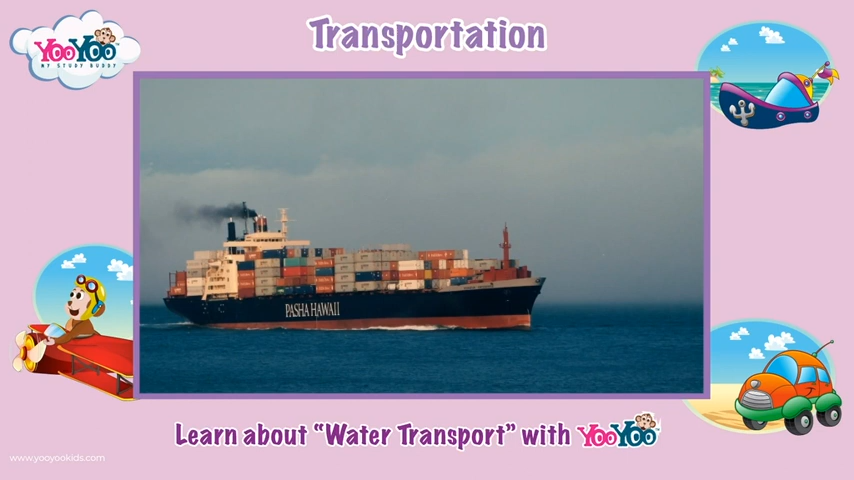 Transportation
YooYoo
MY STUDY BUDDY
PASHA HAWAII
Learn about “Water Transport” with YooYoo
www.yooyookids.com